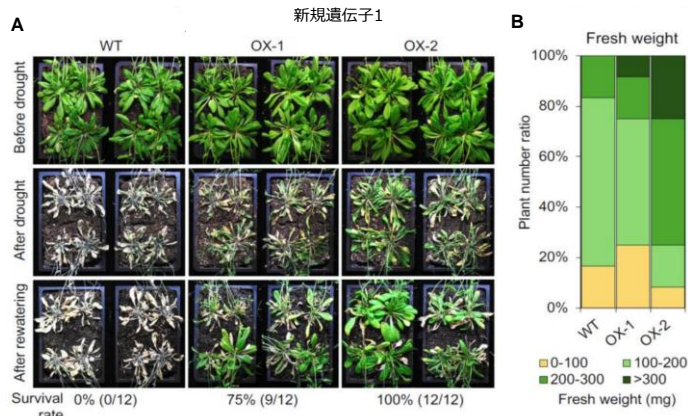 新規遺伝子1
A
WT OX-1 OX-2
Before drought
After drought
After rewatering
Survival rate 0% (0/12) 75% (9/12) 100% (12/12)
B
Fresh weight
Plant number ratio
100%
80%
60%
40%
20%
0%
WT OX-1 OX-2
0-100 100-200
200-300 >300
Fresh weight (mg)